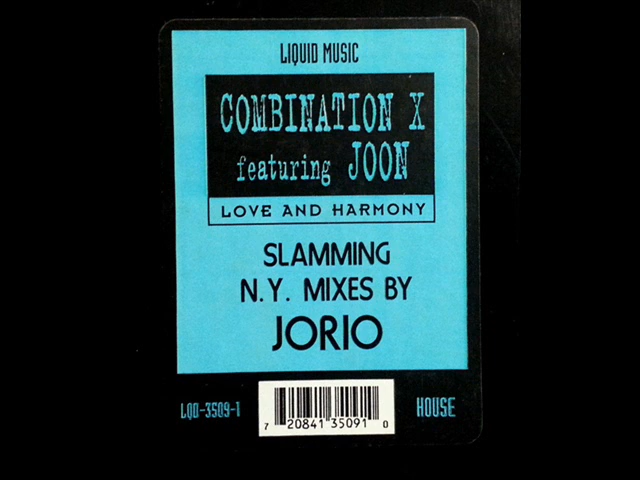 LIQUID MUSIC
COMBINATION X
featuring JOON
LOVE AND HARMONY
SLAMMING
N.Y. MIXES BY
JORIO
LQD-3509-1
HOUSE
7 20841 35091 0